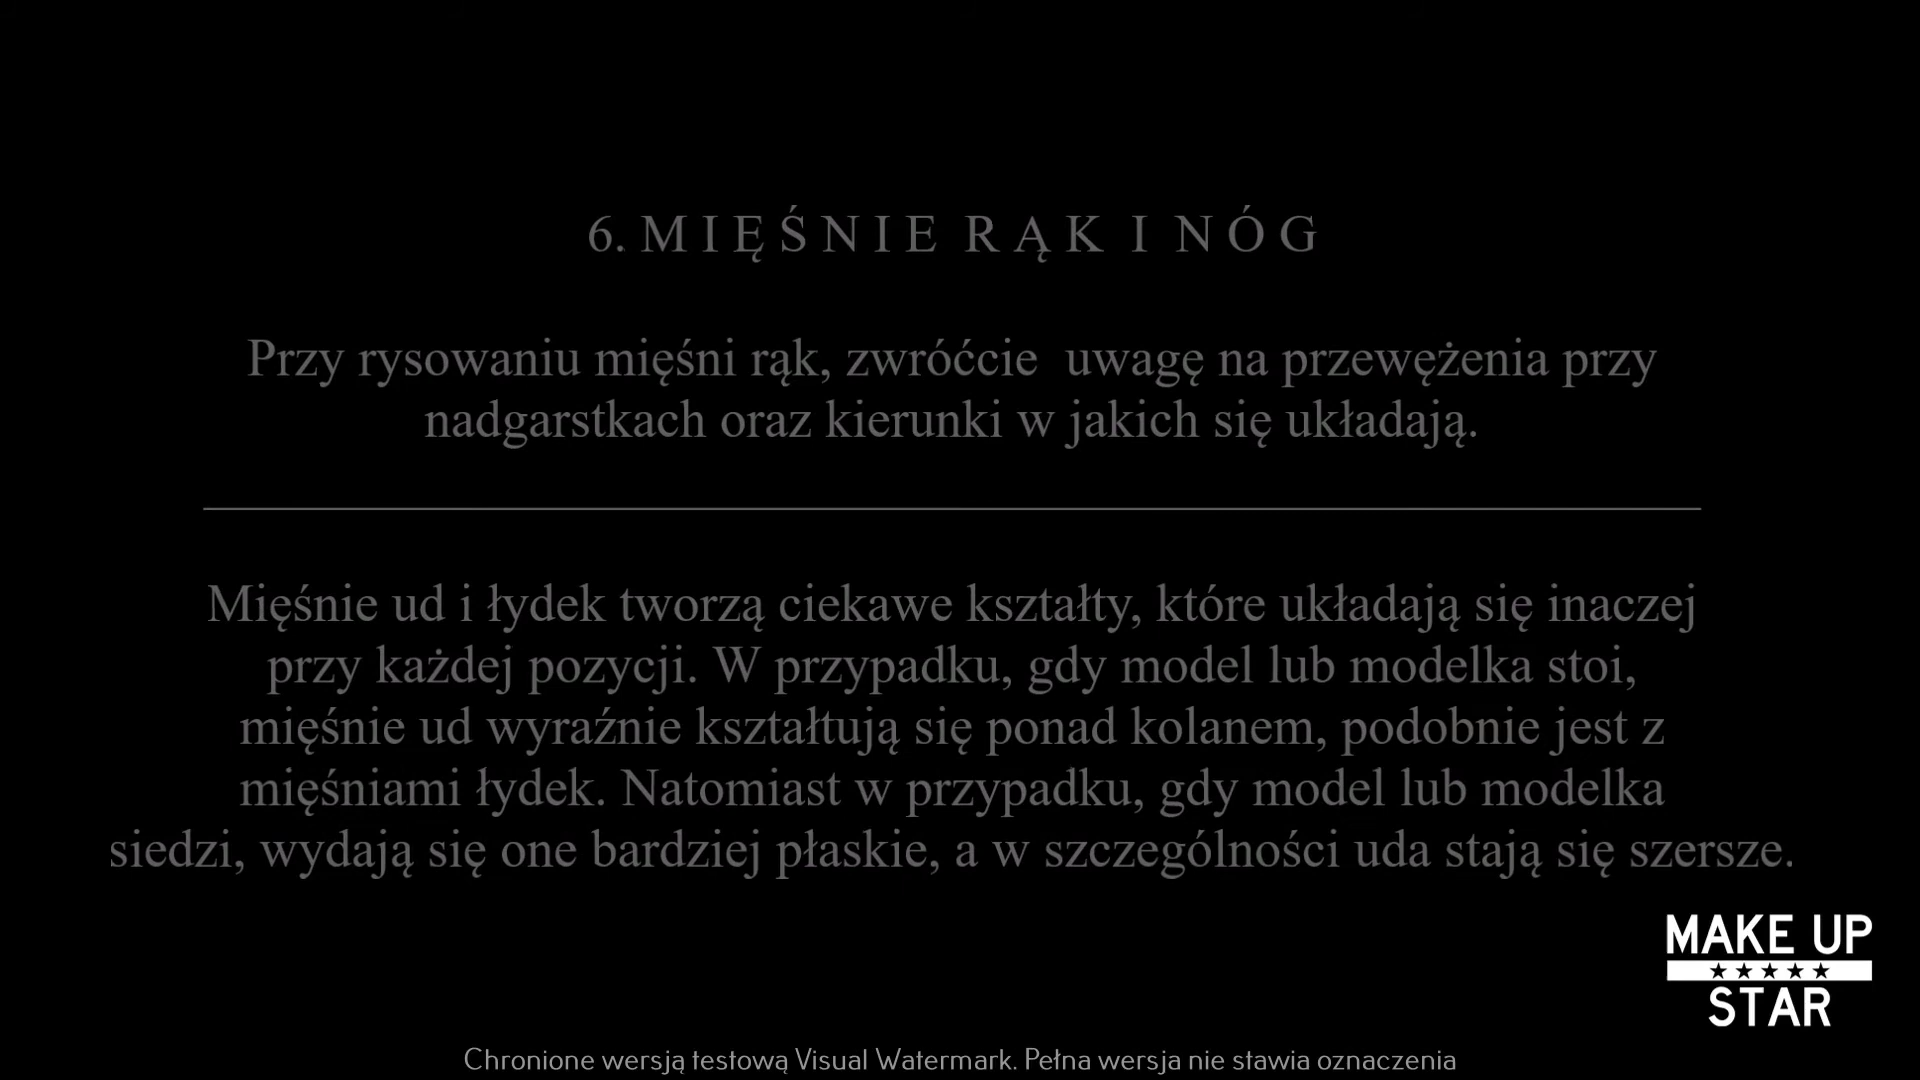 6. M I Ę Ś N I E  R Ą K  I  N Ó G
Przy rysowaniu mięśni rąk, zwróćcie  uwagę na przewężenia przy
nadgarstkach oraz kierunki w jakich się układają.
Mięśnie ud i łydek tworzą ciekawe kształty, które układają się inaczej
przy każdej pozycji. W przypadku, gdy model lub modelka stoi,
mięśnie ud wyraźnie kształtują się ponad kolanem, podobnie jest z
mięśniami łydek. Natomiast w przypadku, gdy model lub modelka
siedzi, wydają się one bardziej płaskie, a w szczególności uda stają się szersze.
MAKE UP
STAR
Chronione wersją testową Visual Watermark. Pełna wersja nie stawia oznaczenia